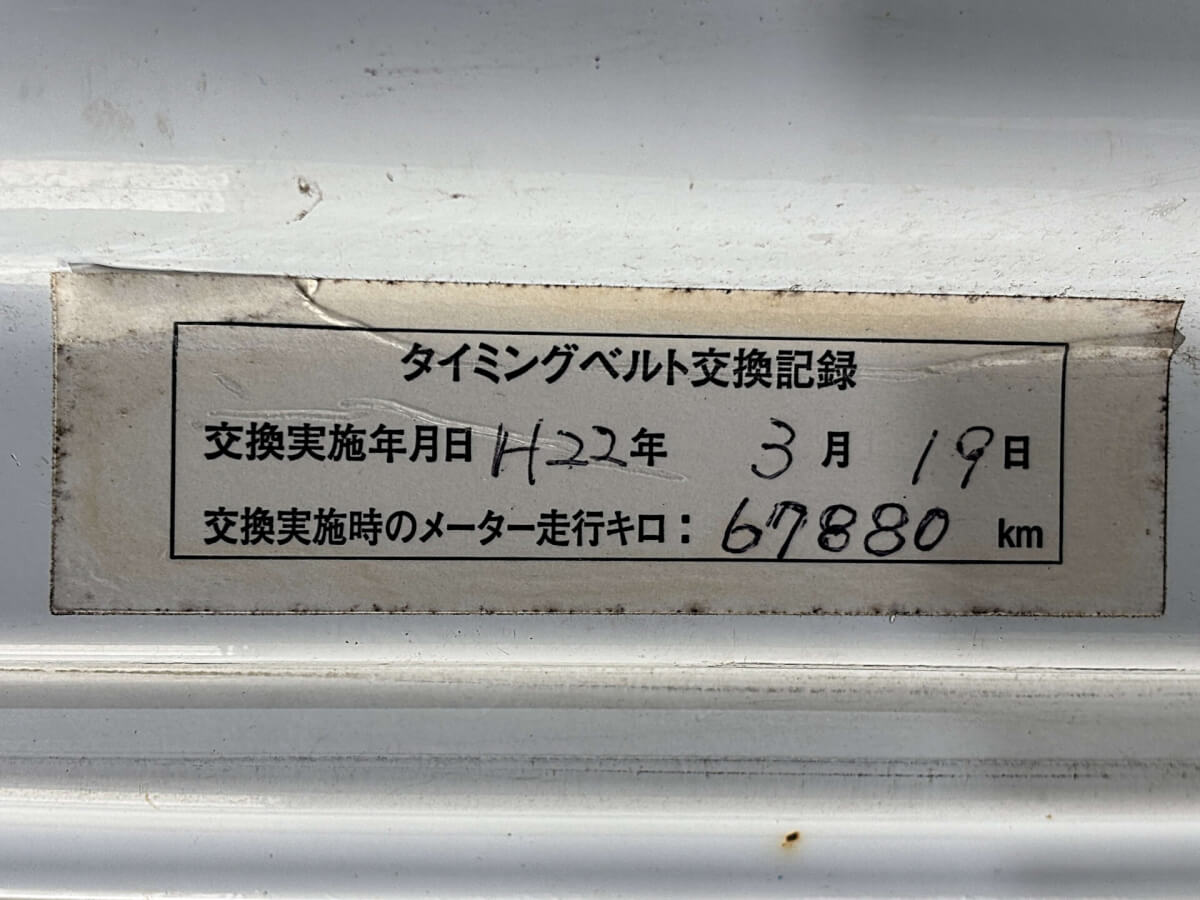 タイミングベルト交換記録
交換実施年月日 H22年 3月 19日
交換実施時のメーター走行キロ： 67880 km